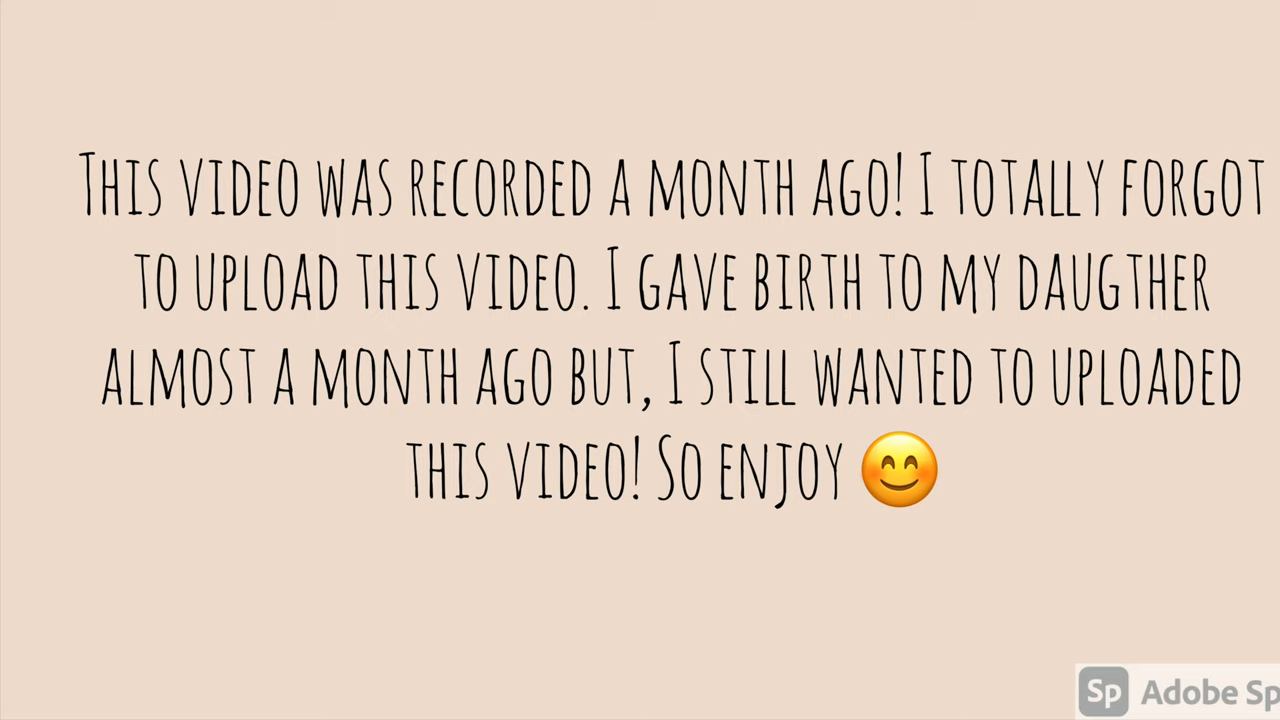 This video was recorded a month ago! I totally forgot
to upload this video. I gave birth to my daugther
almost a month ago but, I still wanted to uploaded
this video! So enjoy 😊
Sp Adobe Sp